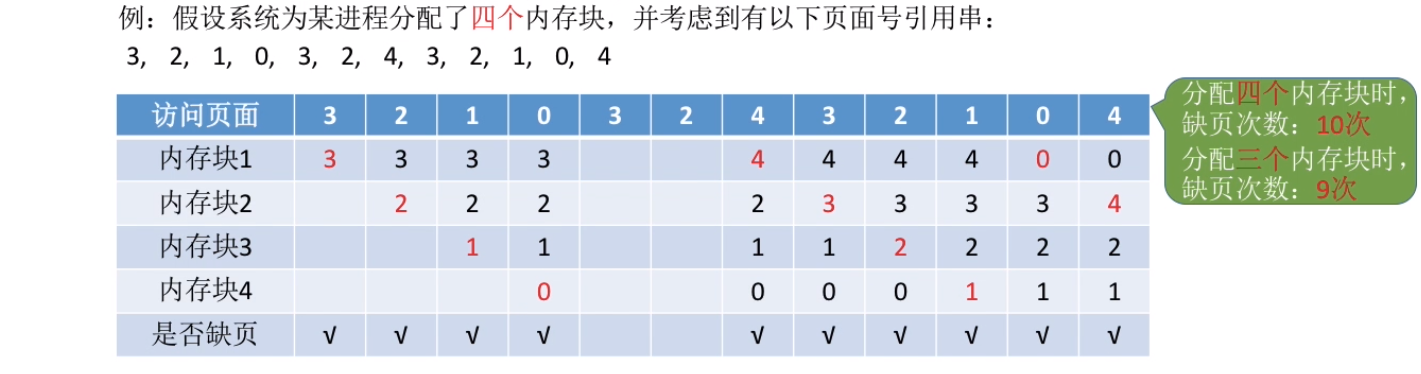 例：假设系统为某进程分配了四个内存块，并考虑到有以下页面号引用串：
3, 2, 1, 0, 3, 2, 4, 3, 2, 1, 0, 4
访问页面 3 2 1 0 3 2 4 3 2 1 0 4
内存块1 3 3 3 3 4 4 4 4 0 0
内存块2 2 2 2 2 3 3 3 3 4
内存块3 1 1 1 1 2 2 2 2
内存块4 0 0 0 0 1 1 1
是否缺页 √ √ √ √ √ √ √ √ √ √
分配四个内存块时，
缺页次数：10次
分配三个内存块时，
缺页次数：9次